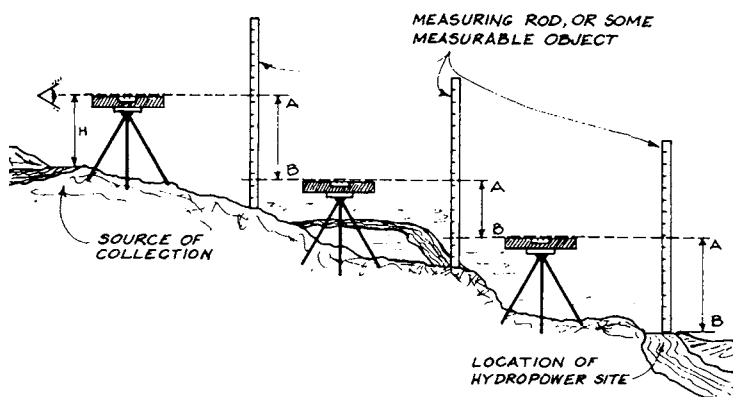 MEASURING ROD, OR SOME
MEASURABLE OBJECT
A
H
B
A
B
A
B
SOURCE OF
COLLECTION
LOCATION OF
HYDROPOWER SITE